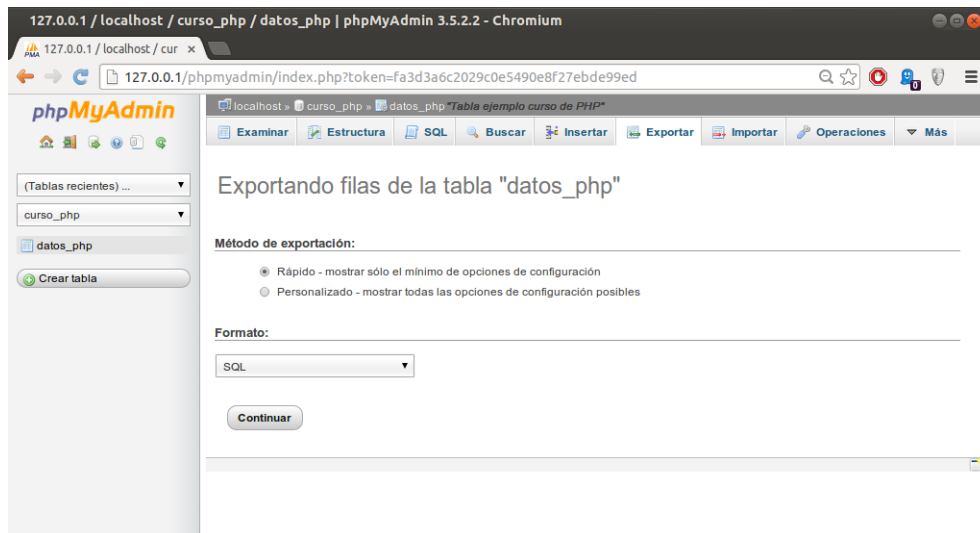 127.0.0.1 / localhost / curso_php / datos_php | phpMyAdmin 3.5.2.2 - Chromium
PMA 127.0.0.1 / localhost / cur ×
127.0.0.1/phpmyadmin/index.php?token=fa3d3a6c2029c0e5490e8f27ebde99ed
0
phpMyAdmin
localhost » curso_php » datos_php "Tabla ejemplo curso de PHP"
Examinar Estructura SQL Buscar Insertar Exportar Importar Operaciones Más
(Tablas recientes) ...
curso_php
datos_php
Crear tabla
Exportando filas de la tabla "datos_php"
Método de exportación:
Rápido - mostrar sólo el mínimo de opciones de configuración
Personalizado - mostrar todas las opciones de configuración posibles
Formato:
SQL
Continuar